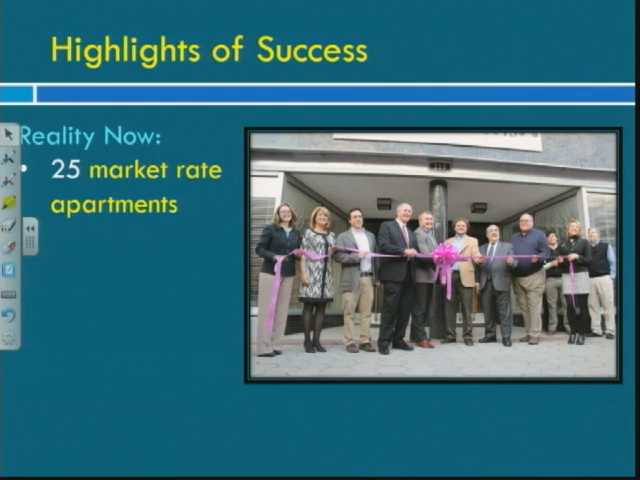 Highlights of Success
Reality Now:
• 25 market rate
apartments